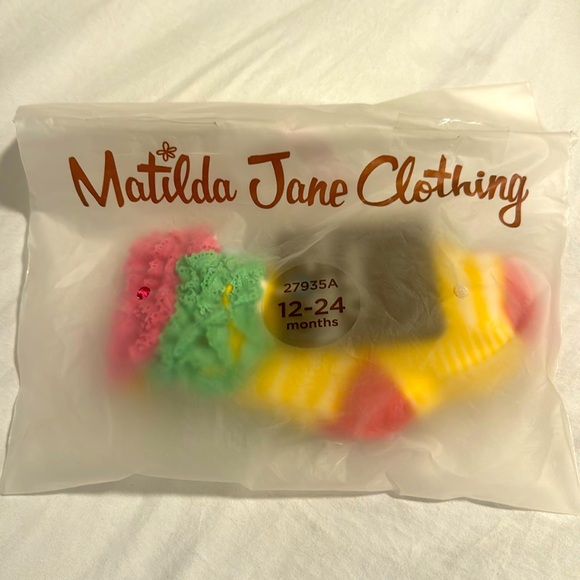 Matilda Jane Clothing
27935A
12-24
months